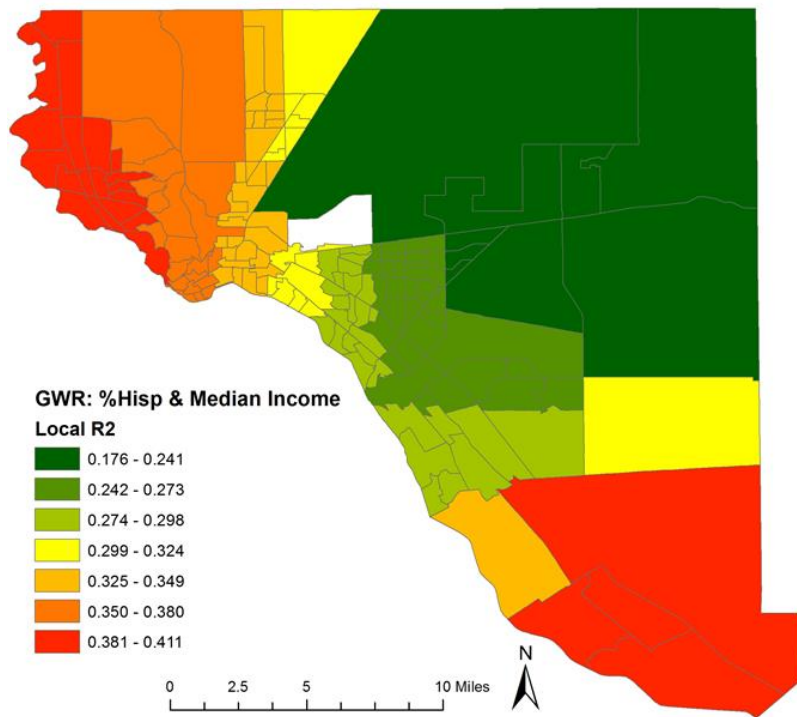 GWR: %Hisp & Median Income
Local R2
0.176 - 0.241
0.242 - 0.273
0.274 - 0.298
0.299 - 0.324
0.325 - 0.349
0.350 - 0.380
0.381 - 0.411
N
0 2.5 5 10 Miles